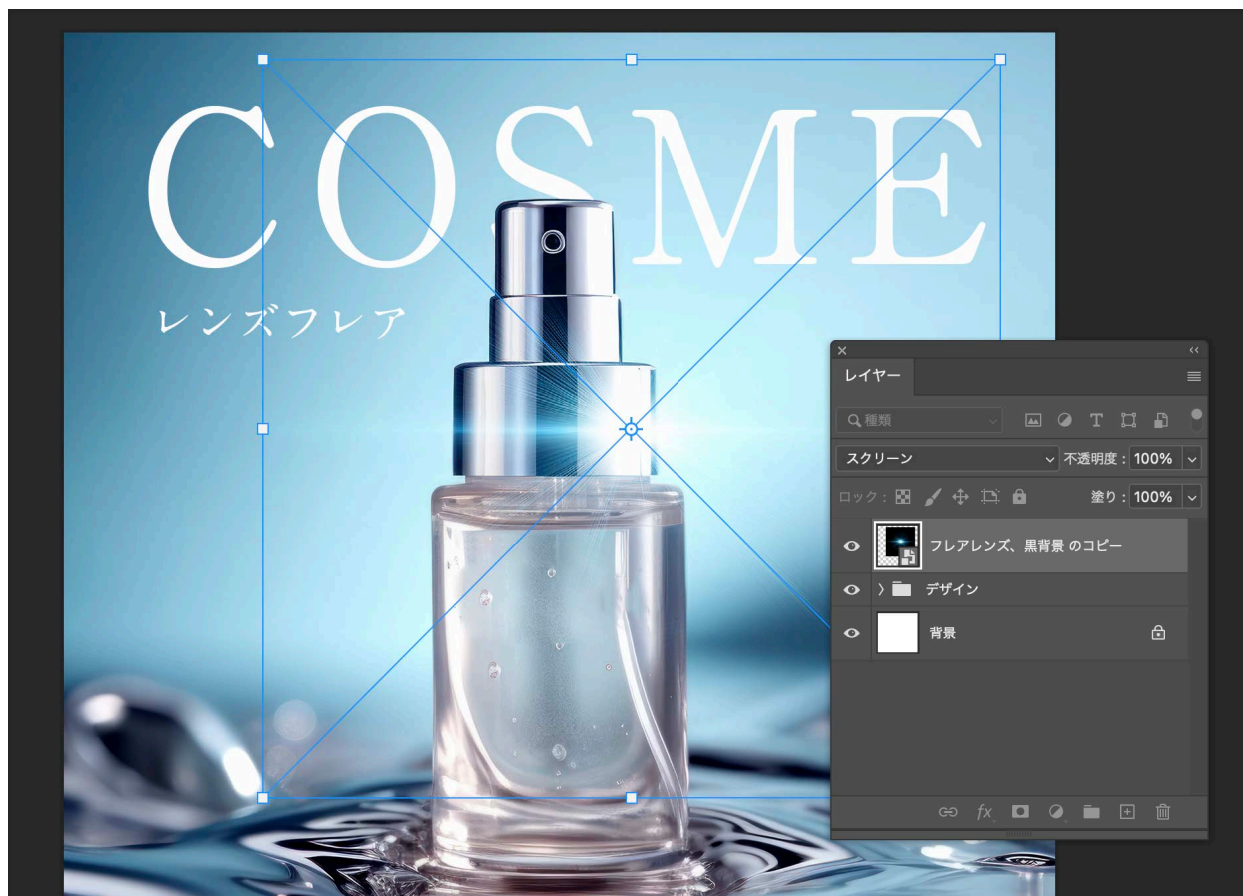 COSME
レンズフレア
レイヤー
種類
スクリーン
不透明度 : 100%
ロック :
塗り : 100%
フレアレンズ、黒背景 のコピー
デザイン
背景
fx